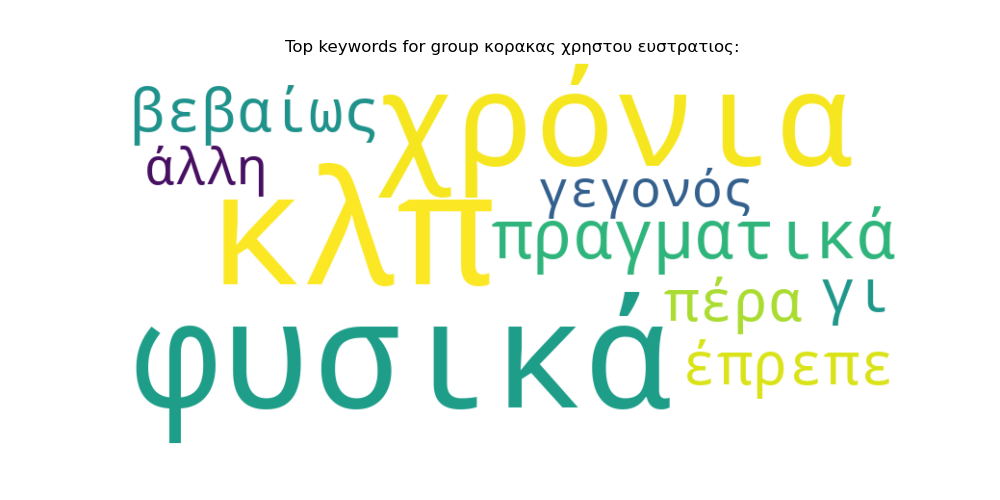 Top keywords for group κορακας χρηστου ευστρατιος:
βεβαίως
χρόνια
άλλη
γεγονός
κλπ
πραγματικά
πέρα
γι
φυσικά
έπρεπε